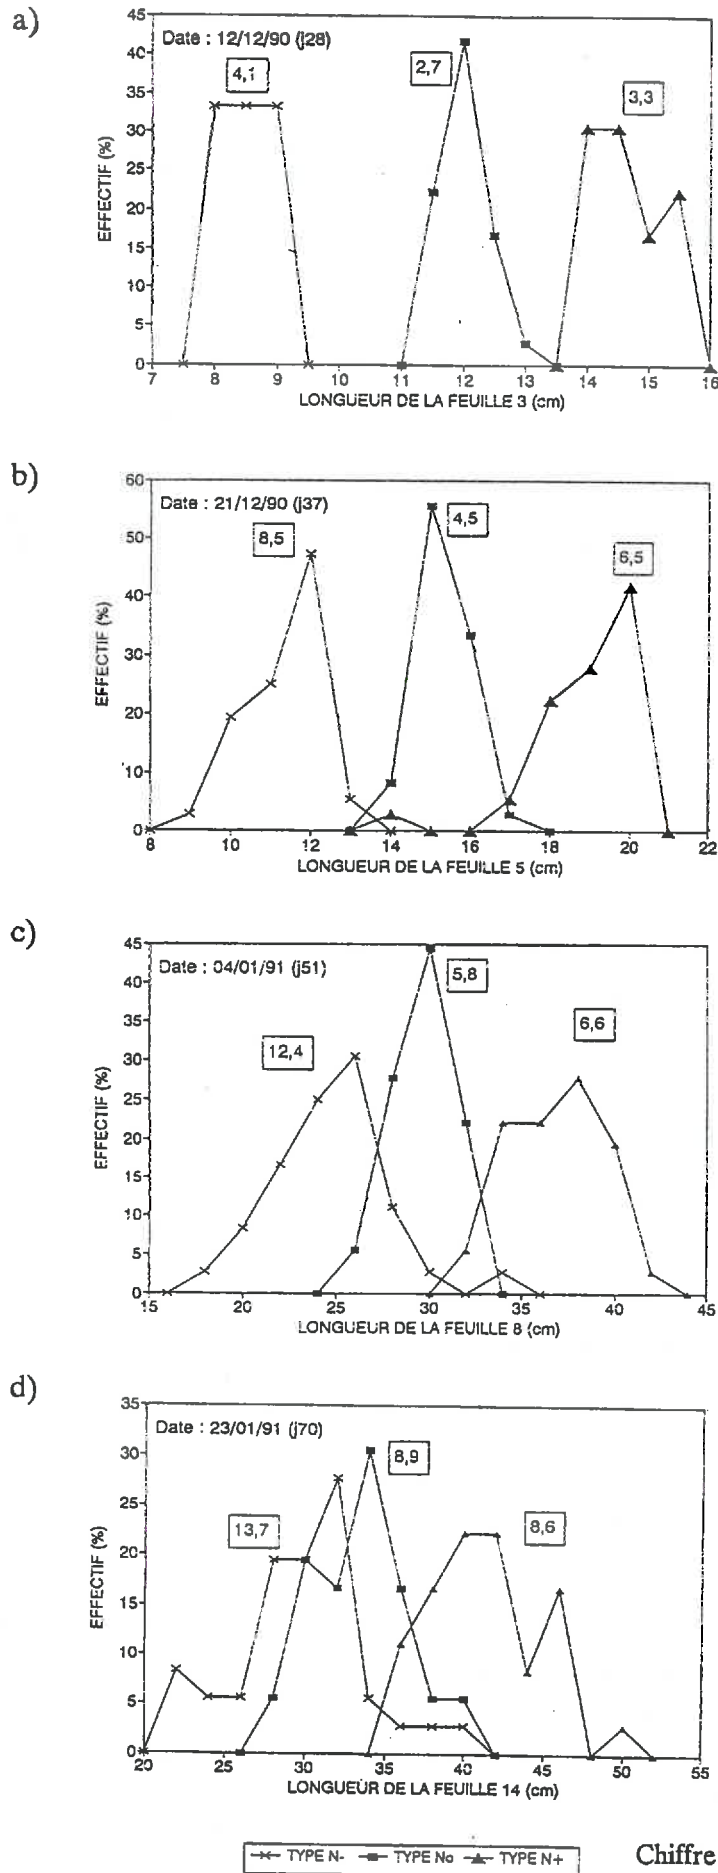 a)
45
40
35
30
25
20
15
10
5
0
EFFECTIF (%)
Date : 12/12/90 (j28)
4,1
2,7
3,3
7 8 9 10 11 12 13 14 15 16
LONGUEUR DE LA FEUILLE 3 (cm)
b)
60
50
40
30
20
10
0
EFFECTIF (%)
Date : 21/12/90 (j37)
8,5
4,5
6,5
8 10 12 14 16 18 20 22
LONGUEUR DE LA FEUILLE 5 (cm)
c)
45
40
35
30
25
20
15
10
5
0
EFFECTIF (%)
Date : 04/01/91 (j51)
12,4
5,8
6,6
15 20 25 30 35 40 45
LONGUEUR DE LA FEUILLE 8 (cm)
d)
35
30
25
20
15
10
5
0
EFFECTIF (%)
Date : 23/01/91 (j70)
13,7
8,9
8,6
20 25 30 35 40 45 50 55
LONGUEUR DE LA FEUILLE 14 (cm)
TYPE N- TYPE No TYPE N+
Chiffre